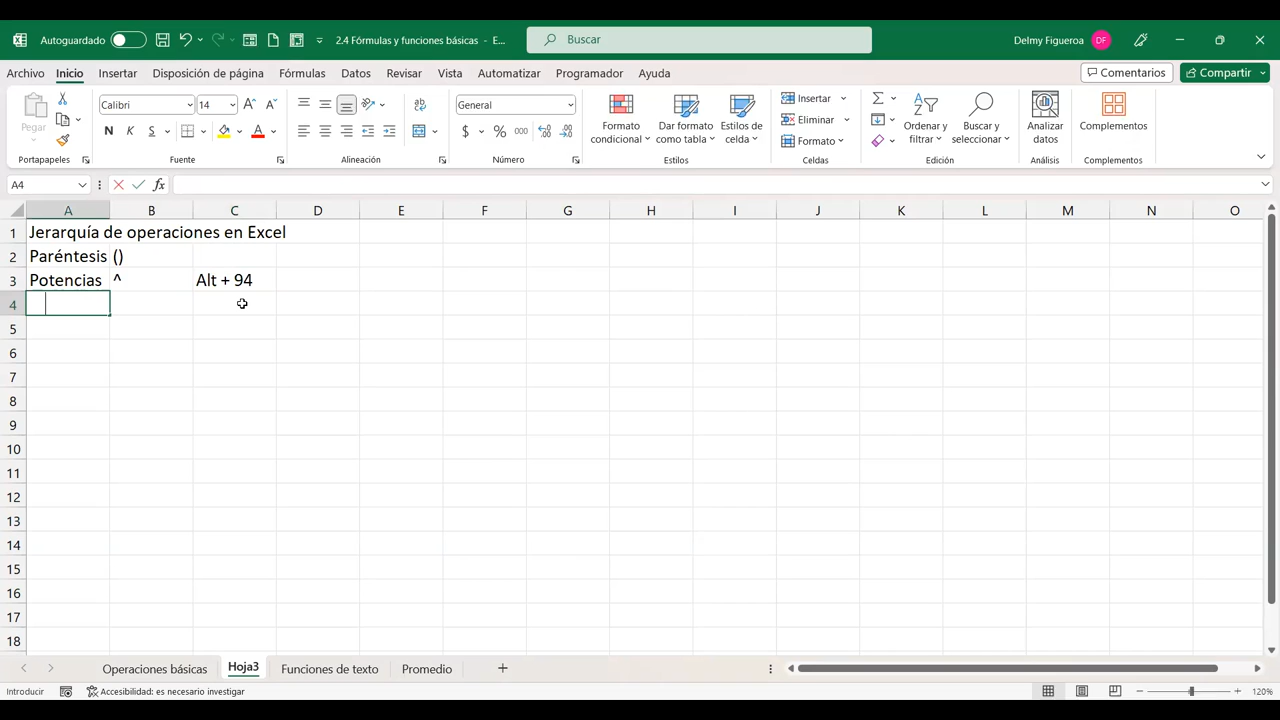 Autoguardado
2.4 Fórmulas y funciones básicas - E...
Buscar
Delmy Figueroa
DF
Archivo Inicio Insertar Disposición de página Fórmulas Datos Revisar Vista Automatizar Programador Ayuda
Comentarios
Compartir
Pegar
Calibri
14
N K S
General
$ % 000
Formato condicional
Dar formato como tabla
Estilos de celda
Insertar
Eliminar
Formato
Ordenar y filtrar
Buscar y seleccionar
Analizar datos
Complementos
Portapapeles
Fuente
Alineación
Número
Estilos
Celdas
Edición
Análisis
Complementos
A4
fx
A B C D E F G H I J K L M N O
1 Jerarquía de operaciones en Excel
2 Paréntesis ()
3 Potencias ^ Alt + 94
4
5
6
7
8
9
10
11
12
13
14
15
16
17
18
Operaciones básicas Hoja3 Funciones de texto Promedio
Introducir
Accesibilidad: es necesario investigar
120%